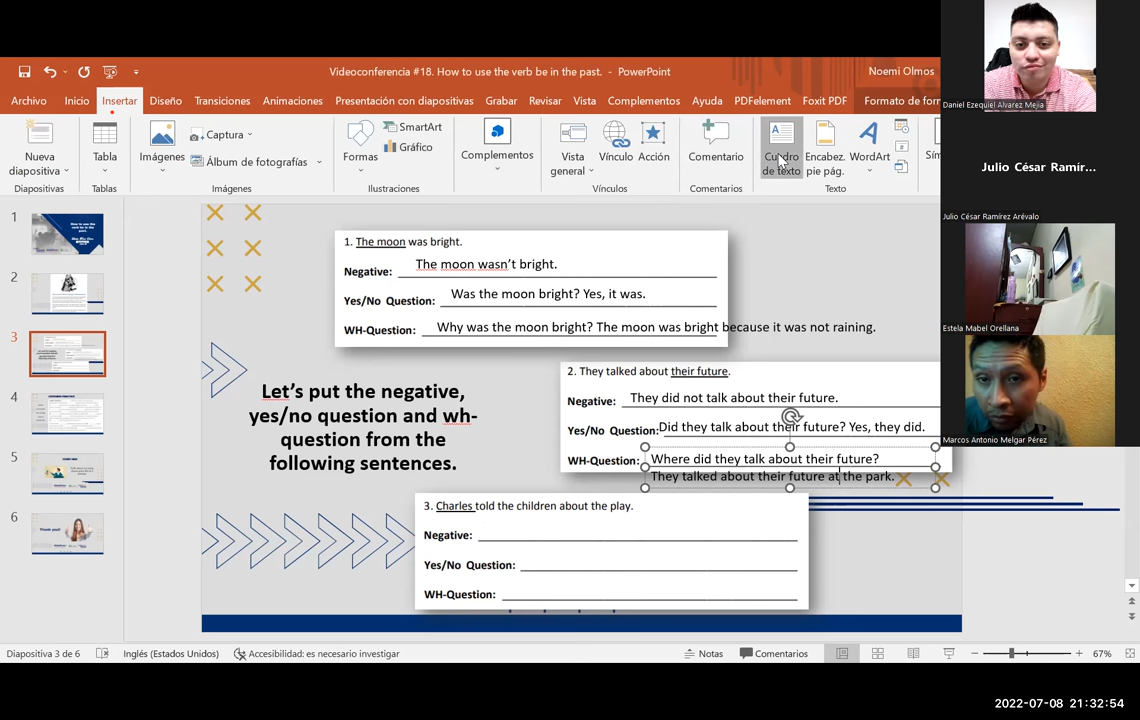 Videoconferencia #18. How to use the verb be in the past. - PowerPoint
Noemi Olmos
Archivo Inicio Insertar Diseño Transiciones Animaciones Presentación con diapositivas Grabar Revisar Vista Complementos Ayuda PDFelement Foxit PDF Formato de for
Nueva diapositiva
Tabla
Imágenes
Captura
Álbum de fotografías
Formas
SmartArt
Gráfico
Complementos
Vista general
Vínculo
Acción
Comentario
Cuadro de texto
Encabez. pie pág.
WordArt
Diapositivas Tablas Imágenes Ilustraciones Vínculos Comentarios Texto
1
2
3
4
5
6
1. The moon was bright.
Negative: The moon wasn't bright.
Yes/No Question: Was the moon bright? Yes, it was.
WH-Question: Why was the moon bright? The moon was bright because it was not raining.
Let's put the negative,
yes/no question and wh-
question from the
following sentences.
2. They talked about their future.
Negative: They did not talk about their future.
Yes/No Question: Did they talk about their future? Yes, they did.
WH-Question: Where did they talk about their future?
They talked about their future at the park.
3. Charles told the children about the play.
Negative:
Yes/No Question:
WH-Question:
Daniel Ezequiel Alvarez Mejia
Julio César Ramír...
Julio César Ramírez Arévalo
Estela Mabel Orellana
Marcos Antonio Melgar Pérez
Diapositiva 3 de 6 Inglés (Estados Unidos) Accesibilidad: es necesario investigar Notas Comentarios 67%
2022-07-08 21:32:54